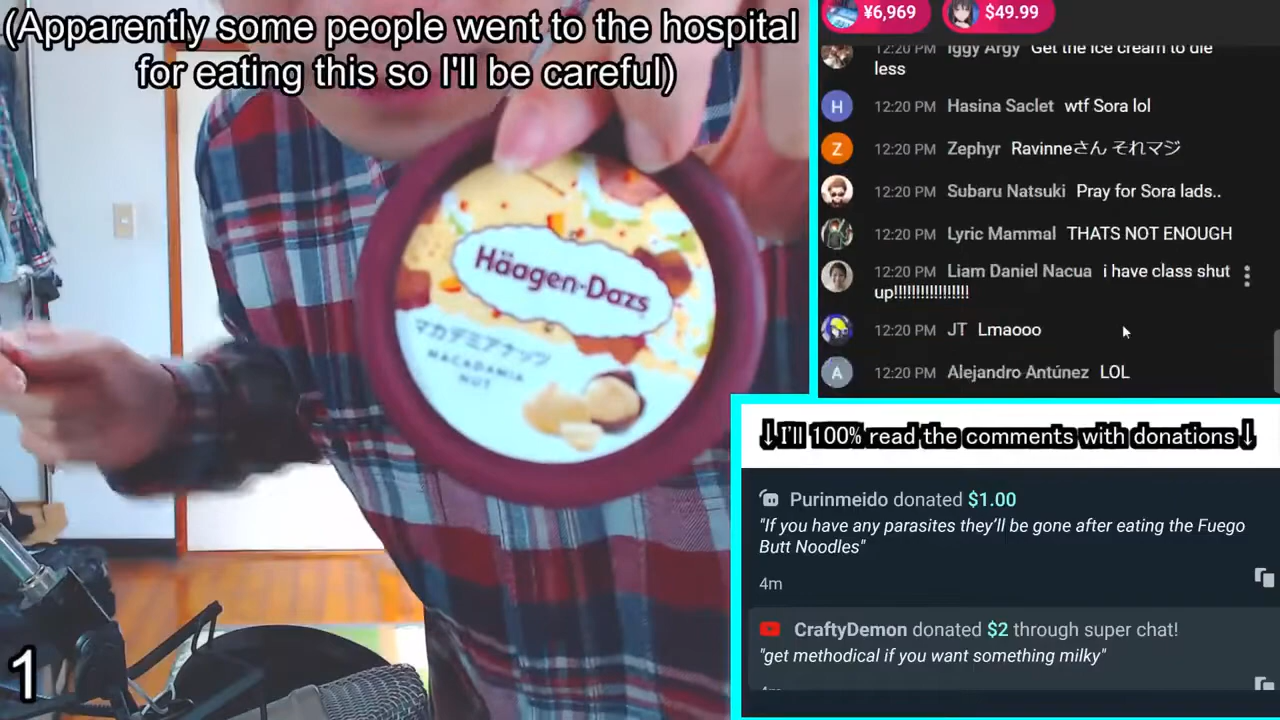 (Apparently some people went to the hospital
for eating this so I'll be careful)
Häagen-Dazs
マカデミアナッツ
MACADAMIA
NUT
1
¥6,969
$49.99
12:20 PM Iggy Argy Get the ice cream to die
less
H 12:20 PM Hasina Saclet wtf Sora lol
Z 12:20 PM Zephyr Ravinneさん それマジ
12:20 PM Subaru Natsuki Pray for Sora lads..
12:20 PM Lyric Mammal THATS NOT ENOUGH
12:20 PM Liam Daniel Nacua i have class shut
up!!!!!!!!!!!!!!!!!
12:20 PM JT Lmaooo
A 12:20 PM Alejandro Antúnez LOL
↓I'll 100% read the comments with donations↓
Purinmeido donated $1.00
"If you have any parasites they'll be gone after eating the Fuego
Butt Noodles"
4m
CraftyDemon donated $2 through super chat!
"get methodical if you want something milky"
4m